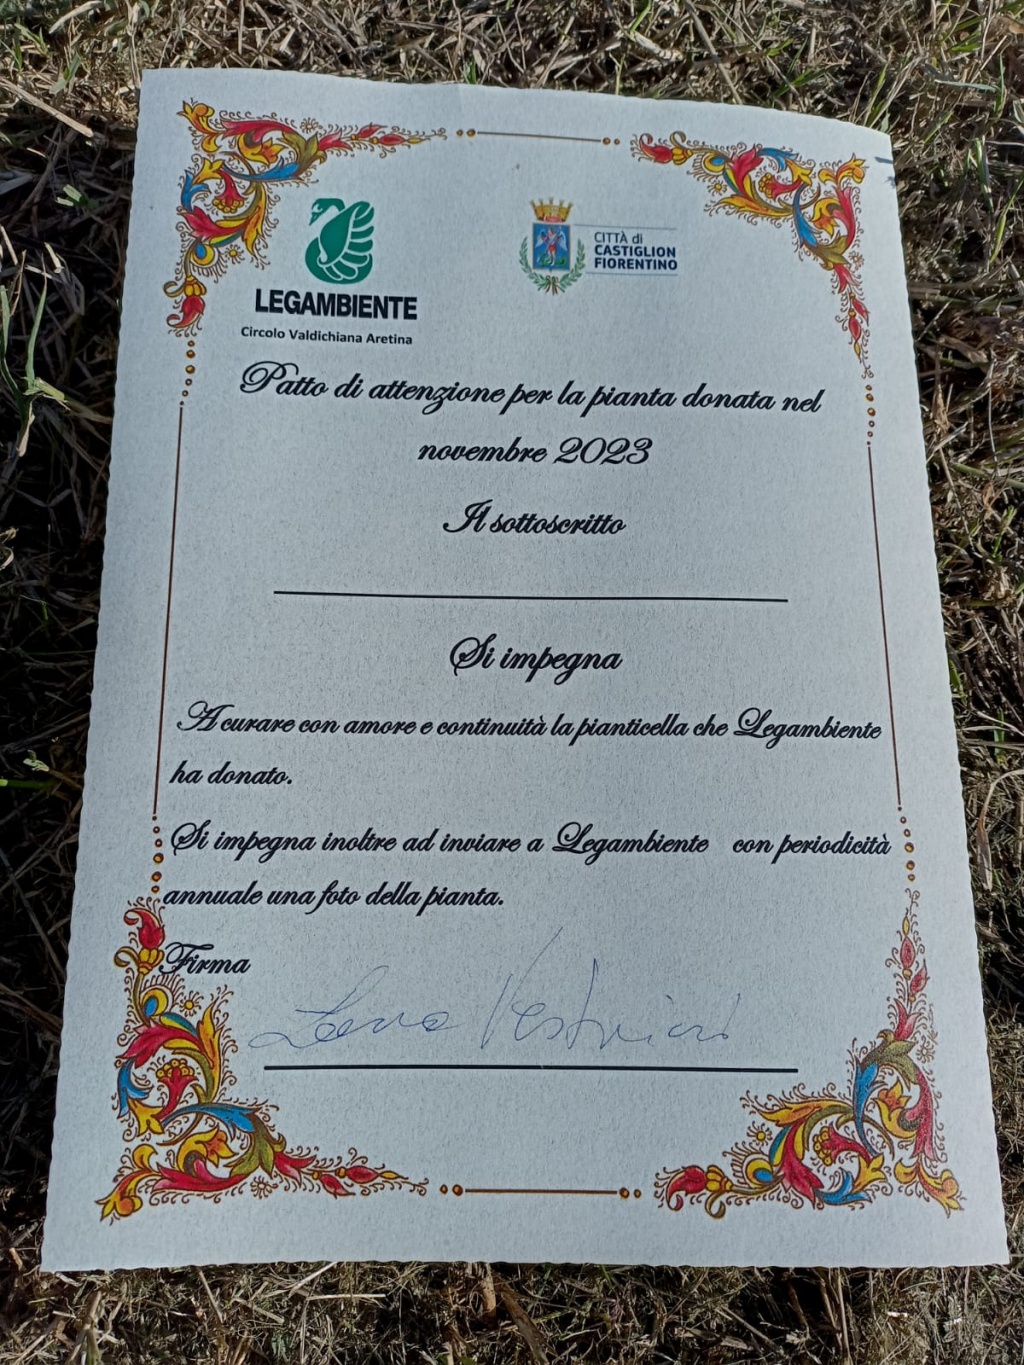 LEGAMBIENTE
Circolo Valdichiana Aretina
CITTÀ di
CASTIGLION
FIORENTINO
Patto di attenzione per la pianta donata nel
novembre 2023
Il sottoscritto
Si impegna
A curare con amore e continuità la pianticella che Legambiente
ha donato.
Si impegna inoltre ad inviare a Legambiente con periodicità
annuale una foto della pianta.
Firma